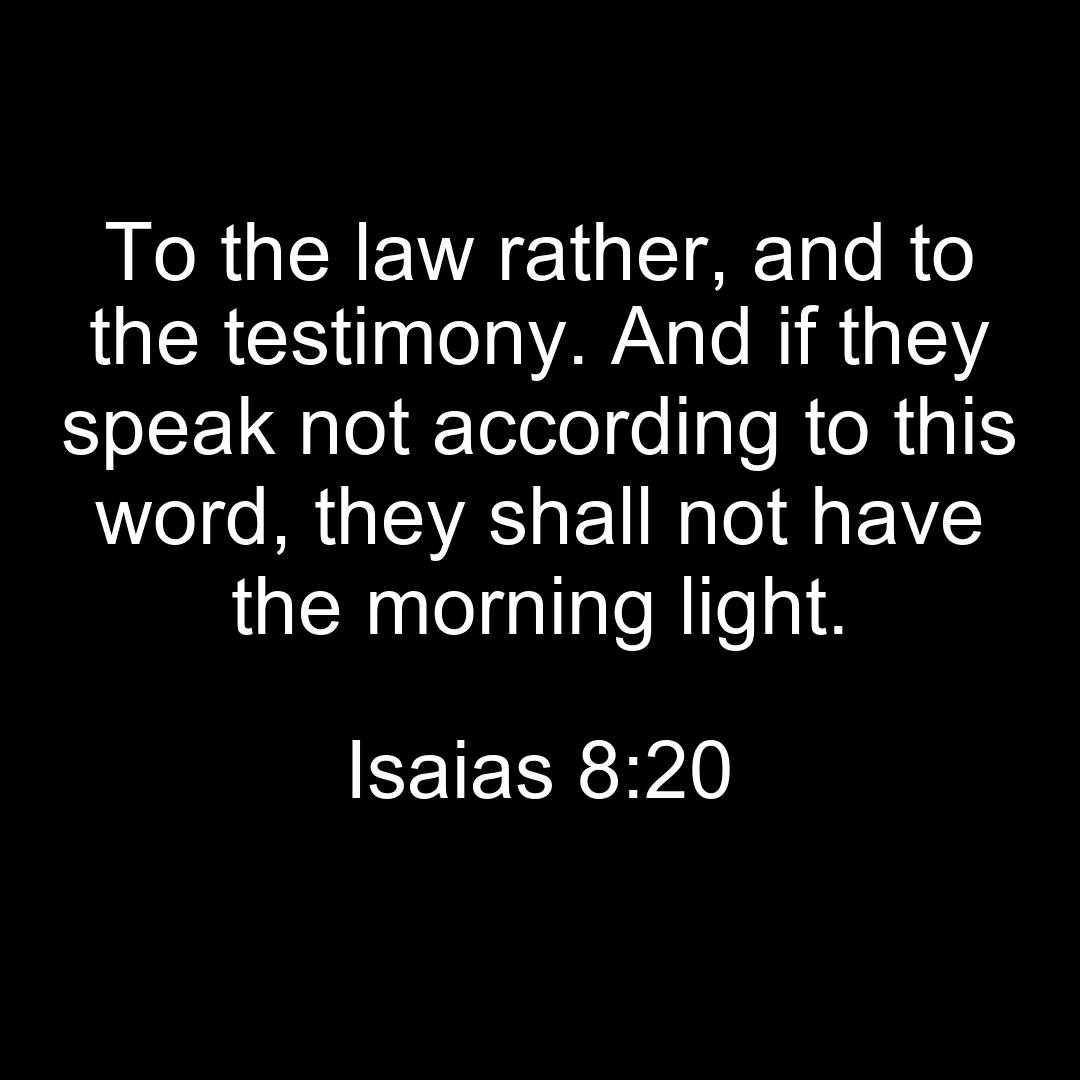 To the law rather, and to
the testimony. And if they
speak not according to this
word, they shall not have
the morning light.
Isaias 8:20